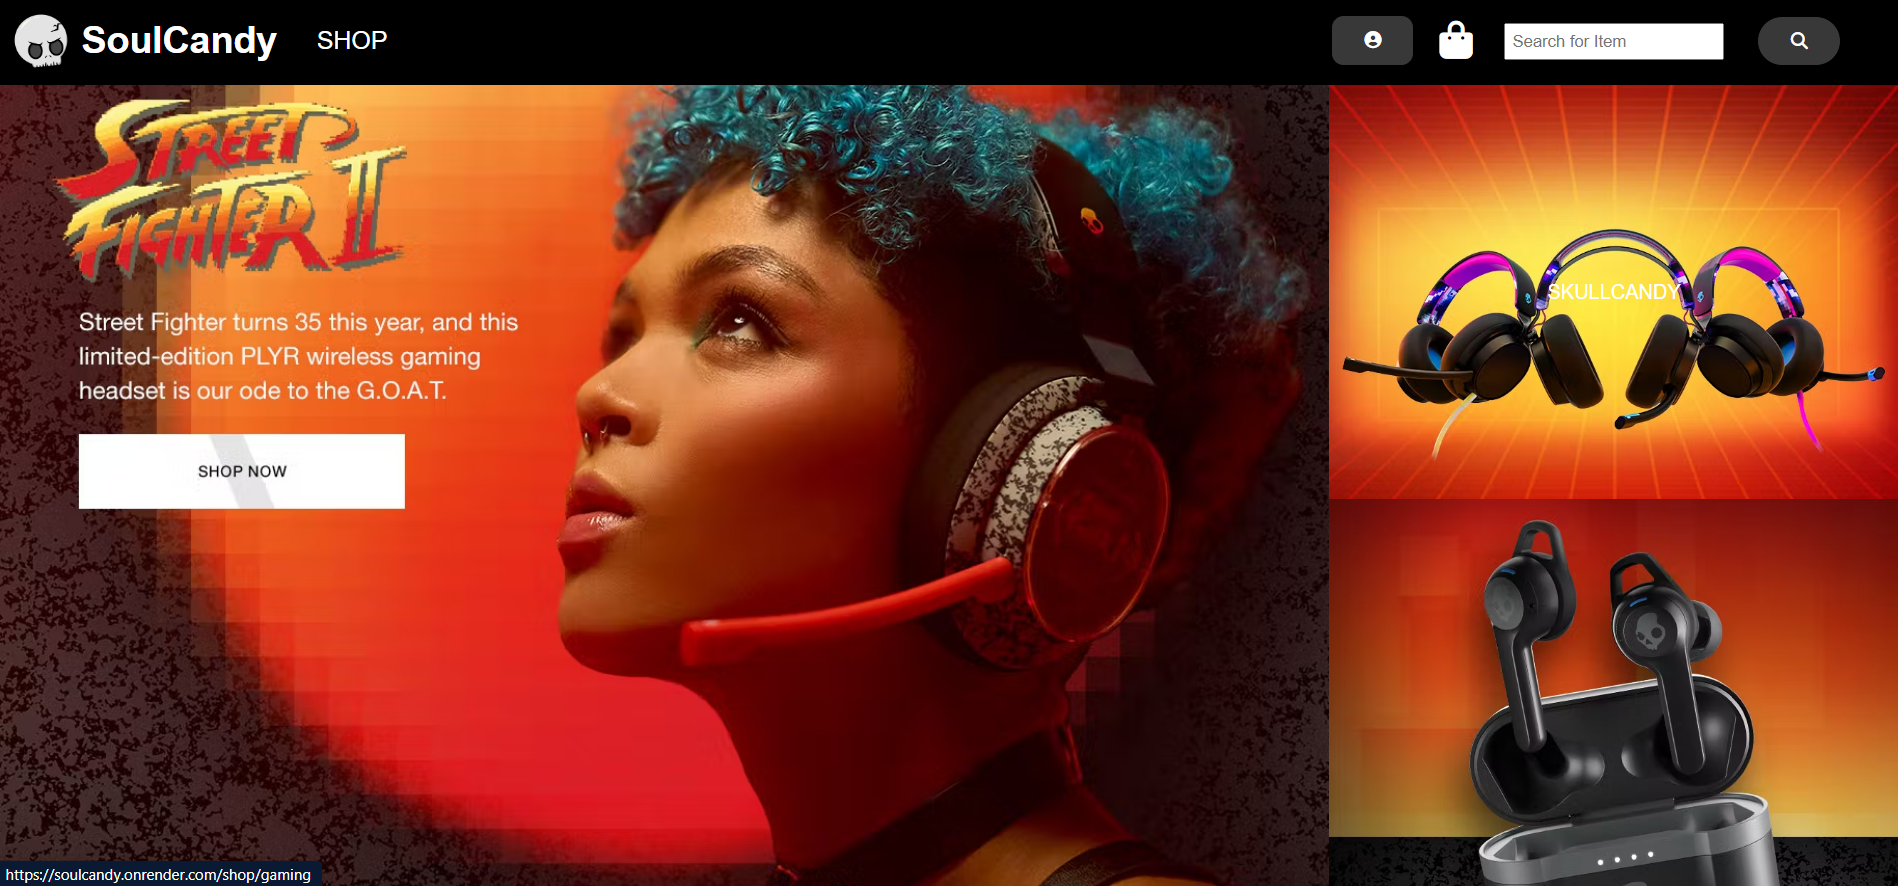 SoulCandy
SHOP
Search for Item
STREET
FIGHTER II
Street Fighter turns 35 this year, and this
limited-edition PLYR wireless gaming
headset is our ode to the G.O.A.T.
SHOP NOW
SKULLCANDY
https://soulcandy.onrender.com/shop/gaming